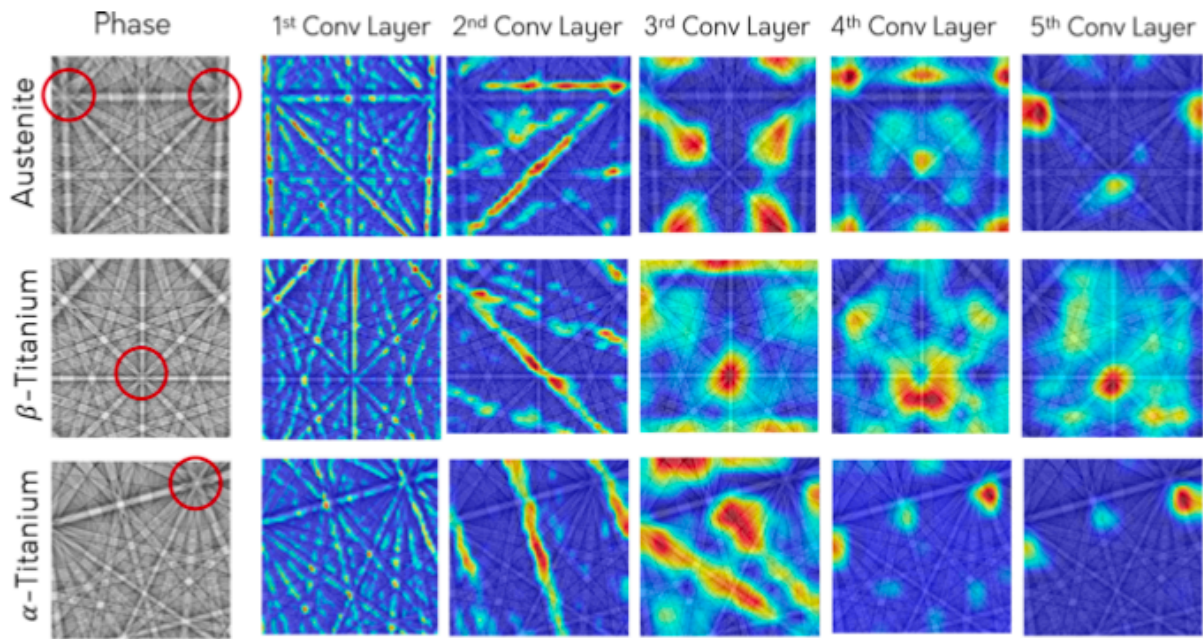 Phase
1st Conv Layer
2nd Conv Layer
3rd Conv Layer
4th Conv Layer
5th Conv Layer
Austenite
β-Titanium
α-Titanium